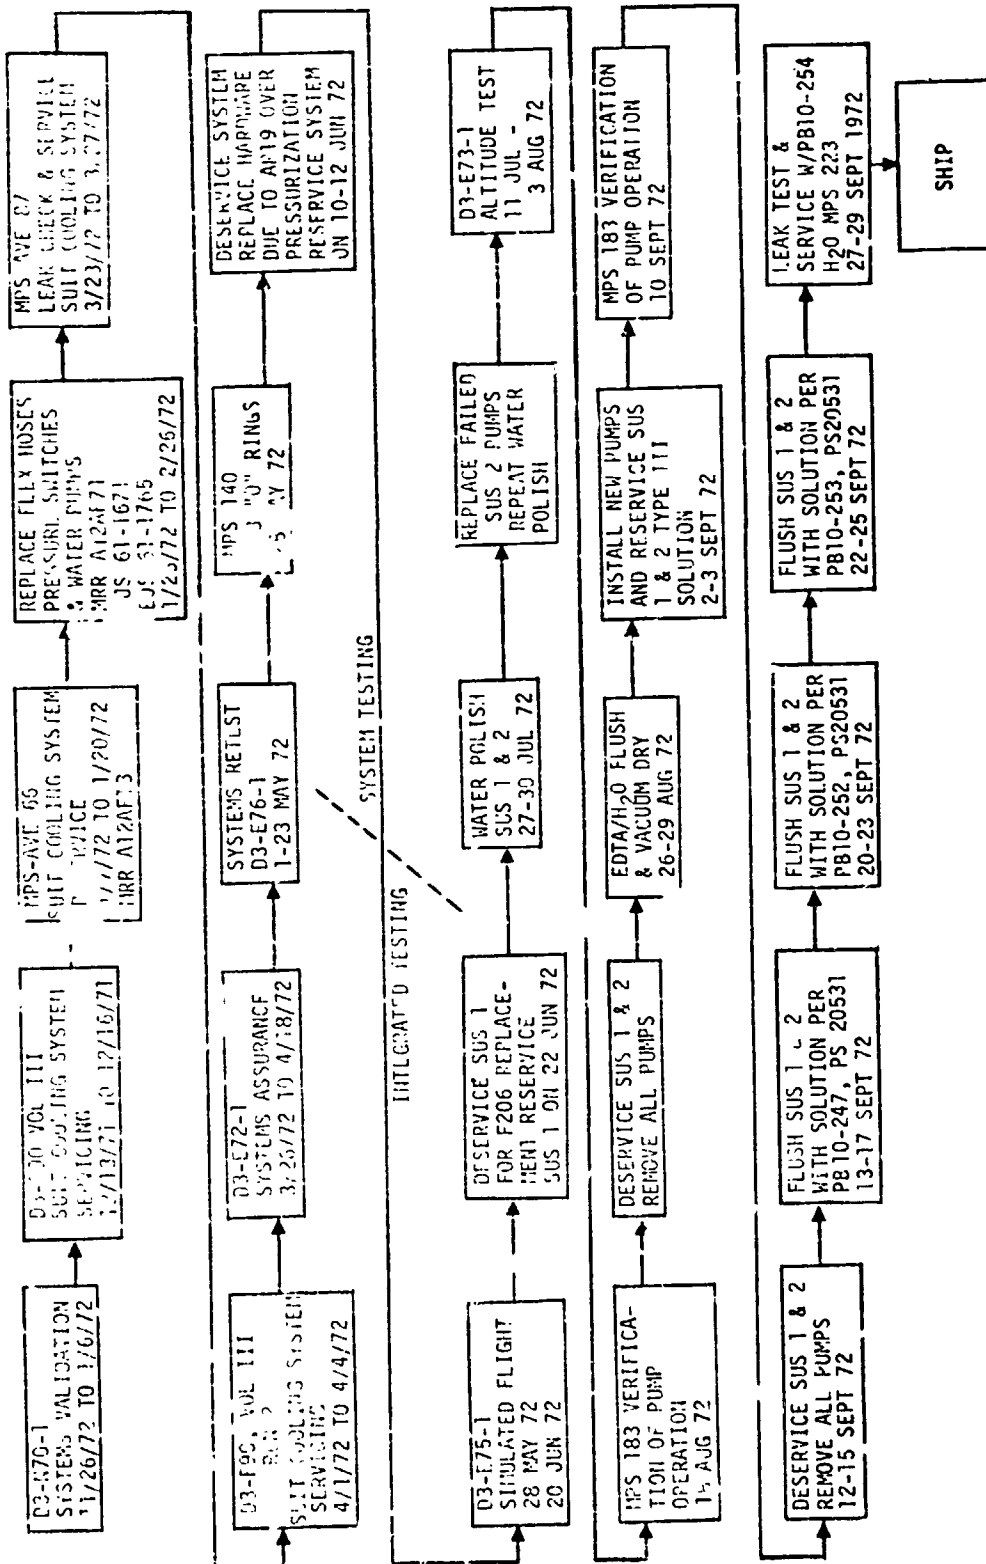 SYSTEMS VALIDATION
SERVICING
MPS-AVE 66
SUIT COOLING SYSTEM
TO 1/20/72
REPLACE FLEX HOSES
PRESSURE SWITCHES
WATER PUMPS
MRR A12AF71
61-1671
1/25/72 TO 2/26/72
MPS AVE 87
LEAK CHECK & SERVICE
SUIT COOLING SYSTEM
3/23/72 TO 3/27/72
VOL III
SUIT COOLING SYSTEM
SERVICING
4/1/72 TO 4/4/72
D3-E72-1
SYSTEMS ASSURANCE
3/26/72 TO 4/18/72
SYSTEMS RETEST
D3-E76-1
1-23 MAY 72
MPS 140
"O" RINGS
72
DESERVICE SYSTEM
REPLACE HARDWARE
DUE TO AM19 OVER
PRESSURIZATION
RESERVICE SYSTEM
ON 10-12 JUN 72
SYSTEM TESTING
INTEGRATED TESTING
D3-E75-1
SIMULATED FLIGHT
28 MAY 72
20 JUN 72
DESERVICE SUS 1
FOR F206 REPLACE-
MENT RESERVICE
SUS 1 ON 22 JUN 72
WATER POLISH
SUS 1 & 2
27-30 JUL 72
REPLACE FAILED
SUS 2 PUMPS
REPEAT WATER
POLISH
D3-E73-1
ALTITUDE TEST
11 JUL -
3 AUG 72
MPS 183 VERIFICA-
TION OF PUMP
OPERATION
AUG 72
DESERVICE SUS 1 & 2
REMOVE ALL PUMPS
EDTA/H2O FLUSH
& VACUUM DRY
26-29 AUG 72
INSTALL NEW PUMPS
AND RESERVICE SUS
1 & 2 TYPE III
SOLUTION
2-3 SEPT 72
MPS 183 VERIFICATION
OF PUMP OPERATION
10 SEPT 72
DESERVICE SUS 1 & 2
REMOVE ALL PUMPS
12-15 SEPT 72
FLUSH SUS 1 & 2
WITH SOLUTION PER
PB10-247, PS 20531
13-17 SEPT 72
FLUSH SUS 1 & 2
WITH SOLUTION PER
PB10-252, PS20531
20-23 SEPT 72
FLUSH SUS 1 & 2
WITH SOLUTION PER
PB10-253, PS20531
22-25 SEPT 72
LEAK TEST &
SERVICE W/PB10-254
H2O MPS 223
27-29 SEPT 1972
SHIP